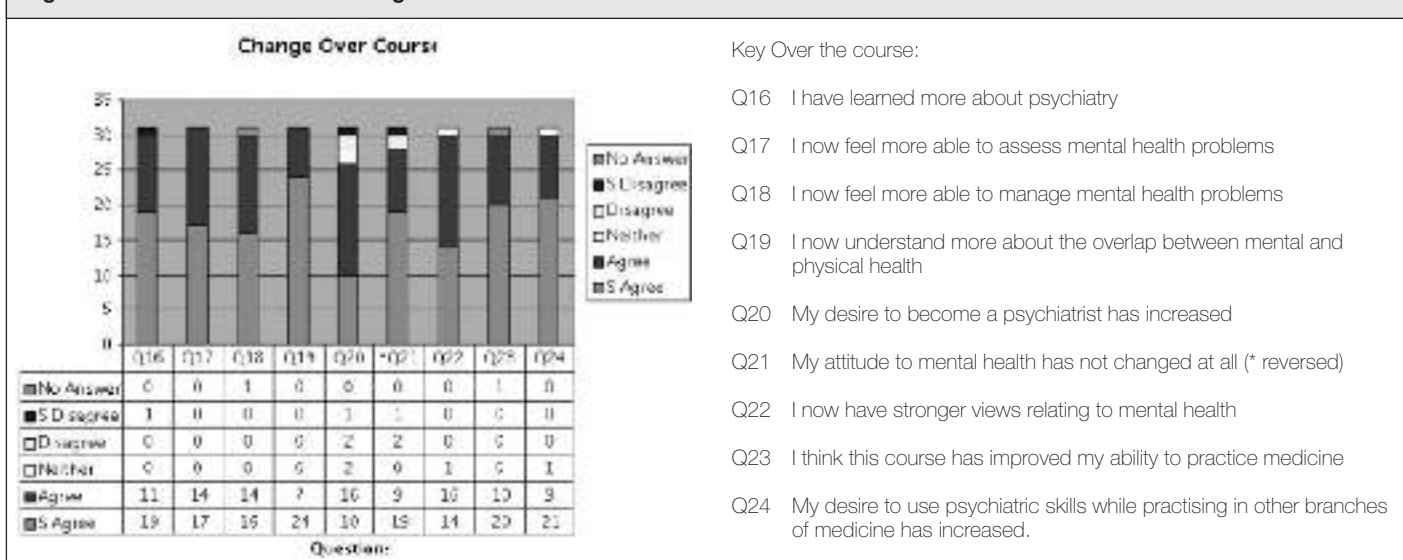 Change Over Course
35
30
25
20
15
10
5
0
No Answer
S Disagree
Disagree
Neither
Agree
S Agree
Q16 Q17 Q18 Q19 Q20 *Q21 Q22 Q23 Q24
No Answer 0 0 1 0 0 0 0 1 0
S Disagree 1 0 0 0 1 1 0 0 0
Disagree 0 0 0 0 2 2 0 0 0
Neither 0 0 0 0 2 0 1 0 1
Agree 11 14 14 7 16 9 16 10 9
S Agree 19 17 16 24 10 19 14 20 21
Question:
Key Over the course:
Q16 I have learned more about psychiatry
Q17 I now feel more able to assess mental health problems
Q18 I now feel more able to manage mental health problems
Q19 I now understand more about the overlap between mental and
physical health
Q20 My desire to become a psychiatrist has increased
Q21 My attitude to mental health has not changed at all (* reversed)
Q22 I now have stronger views relating to mental health
Q23 I think this course has improved my ability to practice medicine
Q24 My desire to use psychiatric skills while practising in other branches
of medicine has increased.